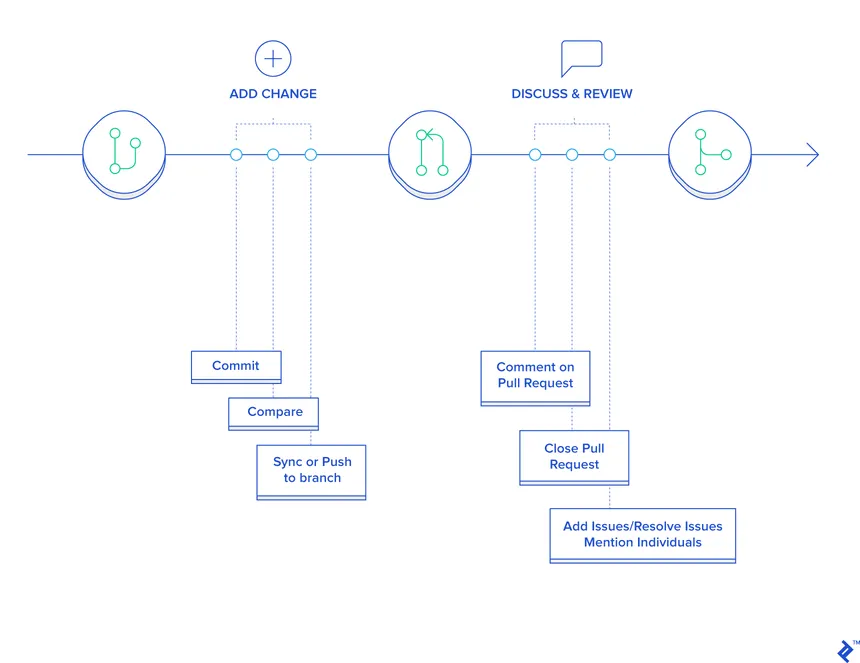 ADD CHANGE
DISCUSS & REVIEW
Commit
Compare
Sync or Push
to branch
Comment on
Pull Request
Close Pull
Request
Add Issues/Resolve Issues
Mention Individuals
TM